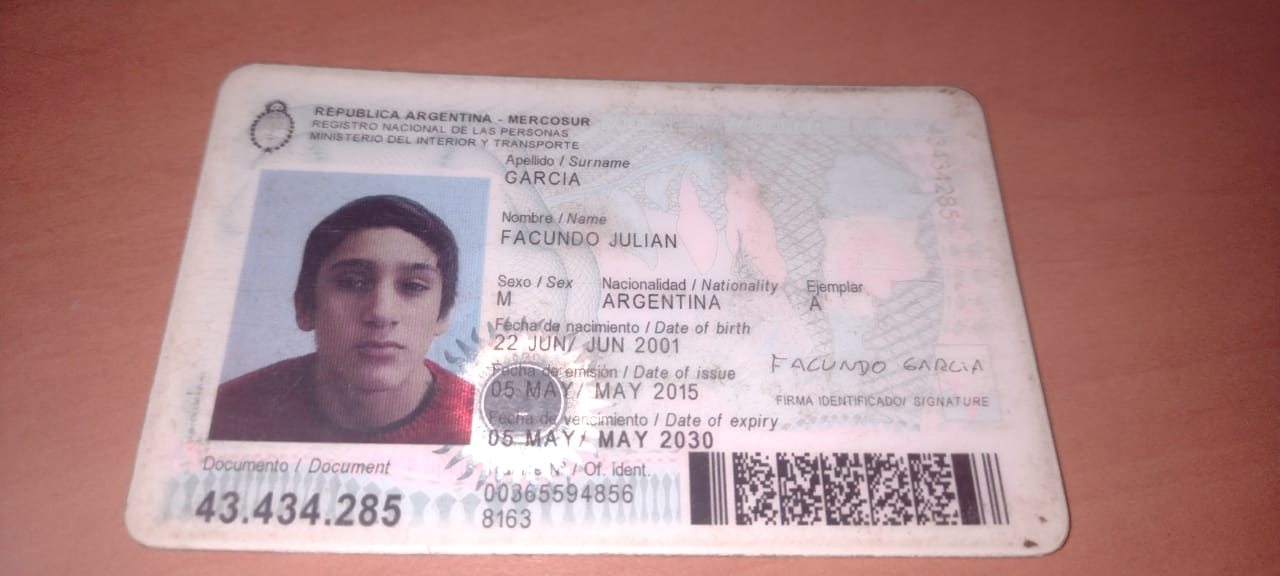 REPUBLICA ARGENTINA - MERCOSUR
REGISTRO NACIONAL DE LAS PERSONAS
MINISTERIO DEL INTERIOR Y TRANSPORTE
Apellido / Surname
GARCIA
Nombre / Name
FACUNDO JULIAN
Sexo / Sex Nacionalidad / Nationality Ejemplar
M ARGENTINA A
Fecha de nacimiento / Date of birth
22 JUN/ JUN 2001
Fecha de emisión / Date of issue
05 MAY/ MAY 2015
FACUNDO GARCIA
FIRMA IDENTIFICADO/ SIGNATURE
Fecha de vencimiento / Date of expiry
05 MAY/ MAY 2030
Documento / Document
43.434.285
Nº / Of. ident.
00365594856
8163